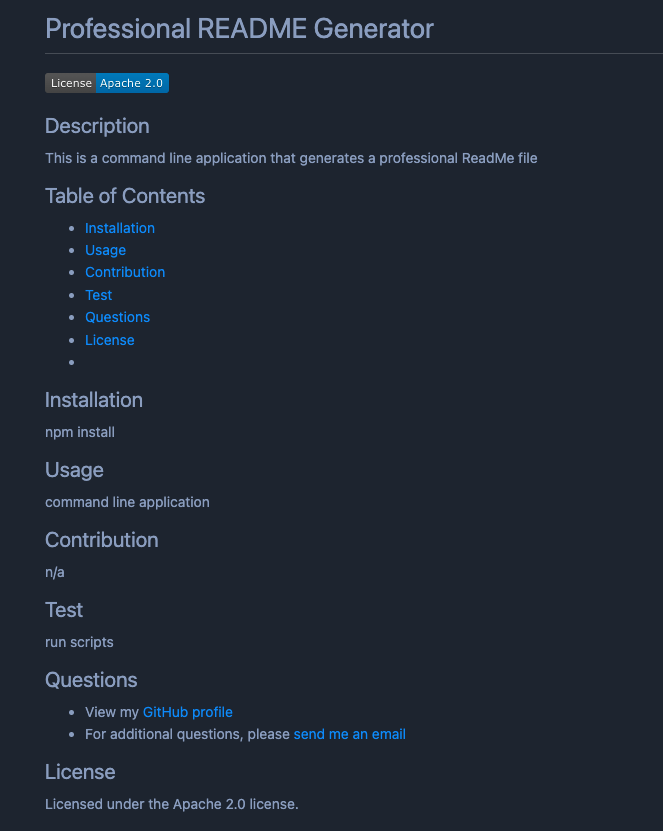 Professional README Generator
License Apache 2.0
Description
This is a command line application that generates a professional ReadMe file
Table of Contents
Installation
Usage
Contribution
Test
Questions
License
Installation
npm install
Usage
command line application
Contribution
n/a
Test
run scripts
Questions
View my GitHub profile
For additional questions, please send me an email
License
Licensed under the Apache 2.0 license.